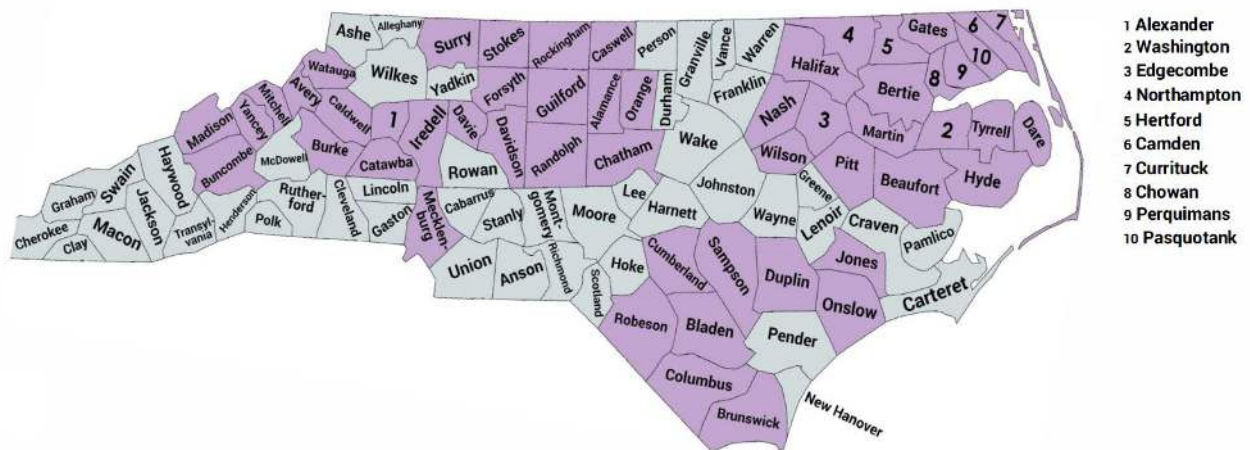 Ashe
Alleghany
Surry
Stokes
Rockingham
Caswell
Person
Granville
Vance
Warren
4
5
Gates
6
7
10
9
8
Halifax
Bertie
Watauga
Wilkes
Yadkin
Forsyth
Guilford
Alamance
Orange
Durham
Franklin
Nash
3
Martin
2
Tyrrell
Dare
Mitchell
Avery
Caldwell
1
Iredell
Davie
Davidson
Randolph
Chatham
Wake
Wilson
Pitt
Beaufort
Hyde
Madison
Yancey
Buncombe
McDowell
Burke
Catawba
Rowan
Johnston
Greene
Haywood
Swain
Graham
Cherokee
Clay
Macon
Jackson
Transyl-
vania
Henderson
Polk
Ruther-
ford
Cleveland
Lincoln
Gaston
Mecklen-
burg
Cabarrus
Stanly
Mont-
gomery
Moore
Lee
Harnett
Wayne
Lenoir
Craven
Pamlico
Union
Anson
Richmond
Scotland
Hoke
Cumberland
Sampson
Duplin
Jones
Onslow
Carteret
Robeson
Bladen
Pender
Columbus
Brunswick
New Hanover
1 Alexander
2 Washington
3 Edgecombe
4 Northampton
5 Hertford
6 Camden
7 Currituck
8 Chowan
9 Perquimans
10 Pasquotank